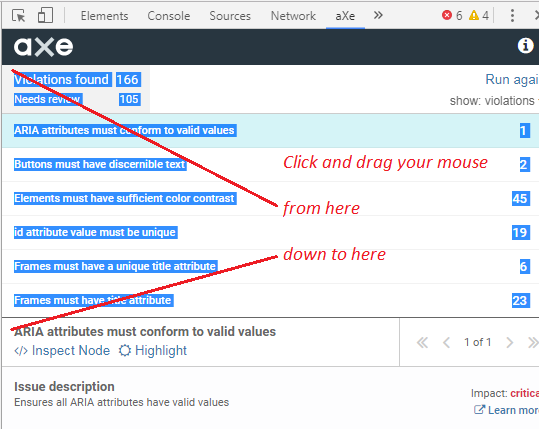 Elements Console Sources Network aXe » 6 4
aXe
Violations found 166 Run agai
Needs review 105 show: violations
ARIA attributes must conform to valid values 1
Buttons must have discernible text 2
Click and drag your mouse
Elements must have sufficient color contrast 45
from here
id attribute value must be unique 19
down to here
Frames must have a unique title attribute 6
Frames must have title attribute 23
ARIA attributes must conform to valid values
</> Inspect Node Highlight
« < 1 of 1 > »
Issue description
Impact: critica
Ensures all ARIA attributes have valid values
Learn more